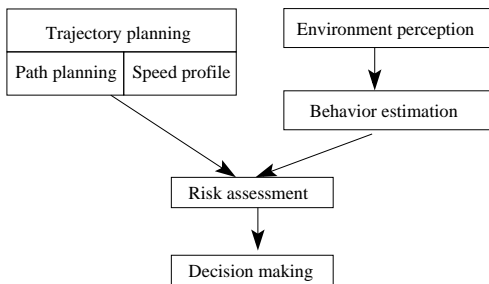 Trajectory planning
Path planning
Speed profile
Environment perception
Behavior estimation
Risk assessment
Decision making